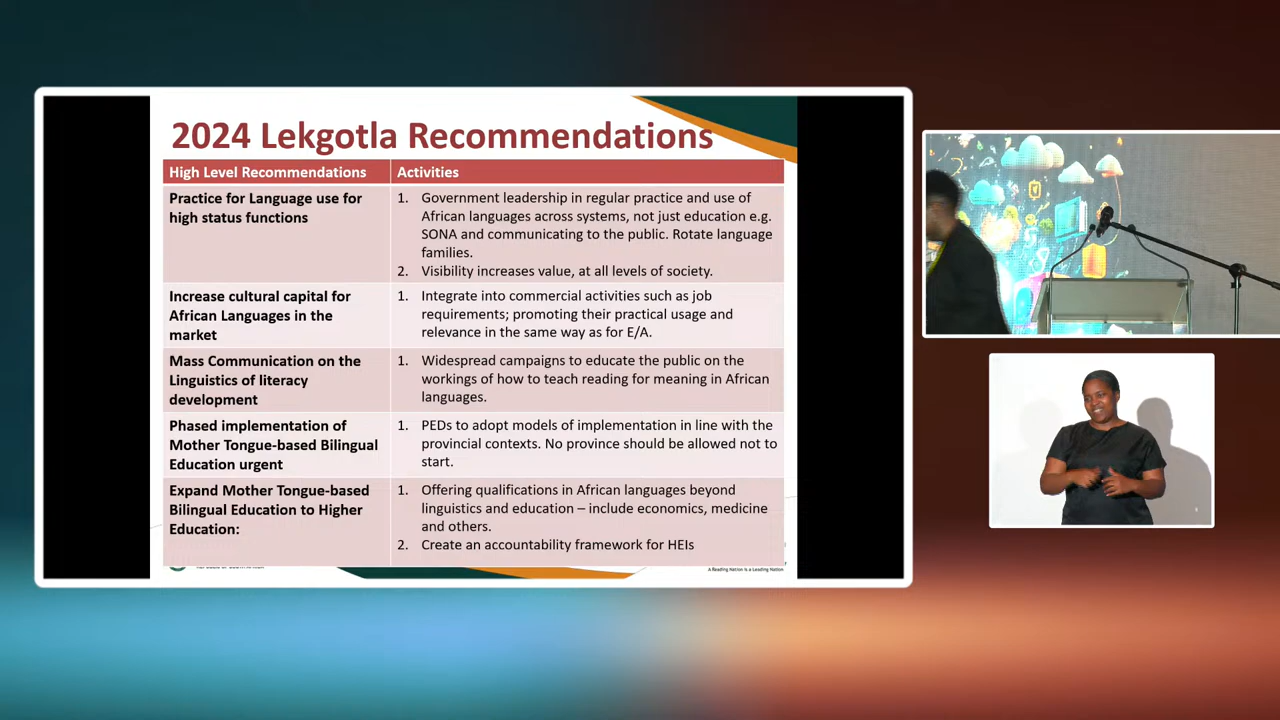 2024 Lekgotla Recommendations
High Level Recommendations
Activities
Practice for Language use for
high status functions
1. Government leadership in regular practice and use of
African languages across systems, not just education e.g.
SONA and communicating to the public. Rotate language
families.
2. Visibility increases value, at all levels of society.
Increase cultural capital for
African Languages in the
market
1. Integrate into commercial activities such as job
requirements; promoting their practical usage and
relevance in the same way as for E/A.
Mass Communication on the
Linguistics of literacy
development
1. Widespread campaigns to educate the public on the
workings of how to teach reading for meaning in African
languages.
Phased implementation of
Mother Tongue-based Bilingual
Education urgent
1. PEDs to adopt models of implementation in line with the
provincial contexts. No province should be allowed not to
start.
Expand Mother Tongue-based
Bilingual Education to Higher
Education:
1. Offering qualifications in African languages beyond
linguistics and education – include economics, medicine
and others.
2. Create an accountability framework for HEIs
A Reading Nation is a Leading Nation